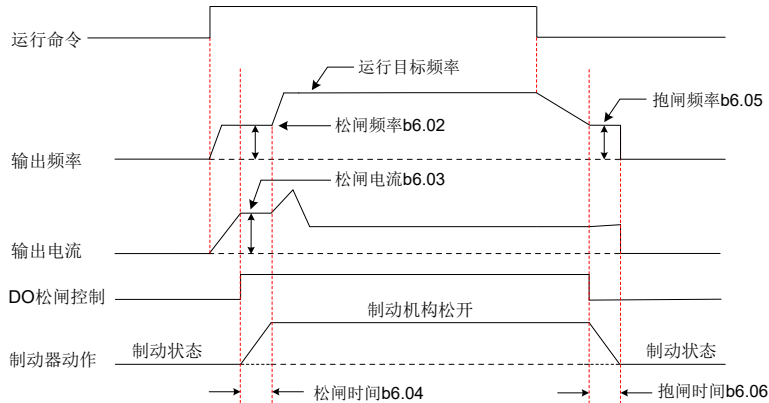 运行命令
运行目标频率
抱闸频率b6.05
松闸频率b6.02
输出频率
松闸电流b6.03
输出电流
DO松闸控制
制动机构松开
制动器动作
制动状态
制动状态
松闸时间b6.04
抱闸时间b6.06